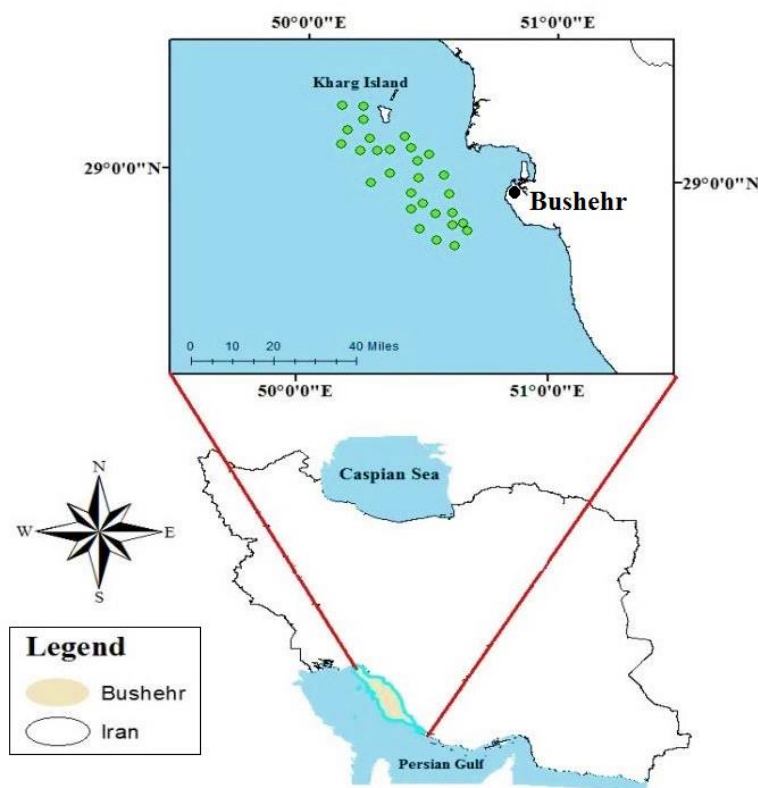 50°0'0"E 51°0'0"E
Kharg Island
29°0'0"N
29°0'0"N
Bushehr
0 10 20 40 Miles
50°0'0"E 51°0'0"E
Caspian Sea
N
W E
S
Legend
Bushehr
Iran
Persian Gulf